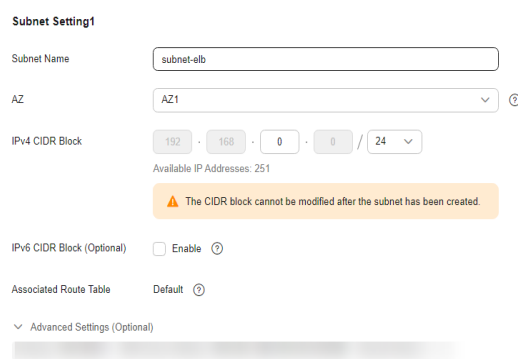 Subnet Setting1
Subnet Name subnet-elb
AZ AZ1 ?
IPv4 CIDR Block 192 · 168 · 0 · 0 / 24
Available IP Addresses: 251
The CIDR block cannot be modified after the subnet has been created.
IPv6 CIDR Block (Optional) Enable ?
Associated Route Table Default ?
Advanced Settings (Optional)